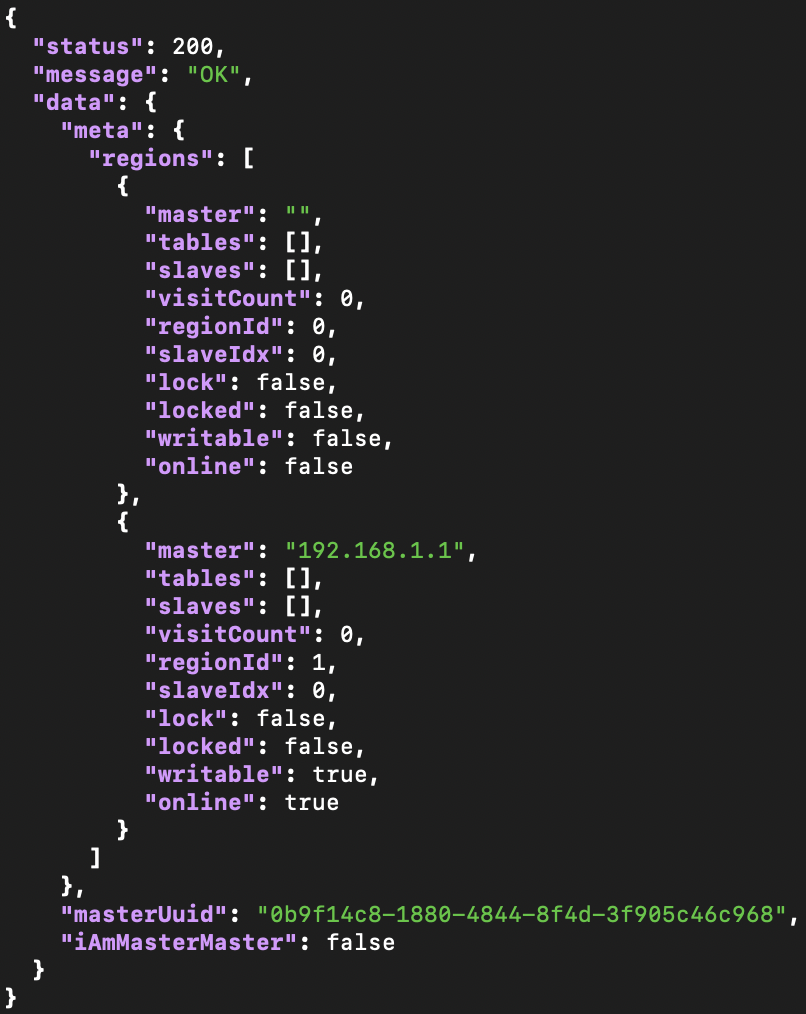 {
  "status": 200,
  "message": "OK",
  "data": {
    "meta": {
      "regions": [
        {
          "master": "",
          "tables": [],
          "slaves": [],
          "visitCount": 0,
          "regionId": 0,
          "slaveIdx": 0,
          "lock": false,
          "locked": false,
          "writable": false,
          "online": false
        },
        {
          "master": "192.168.1.1",
          "tables": [],
          "slaves": [],
          "visitCount": 0,
          "regionId": 1,
          "slaveIdx": 0,
          "lock": false,
          "locked": false,
          "writable": true,
          "online": true
        }
      ]
    },
    "masterUuid": "0b9f14c8-1880-4844-8f4d-3f905c46c968",
    "iAmMasterMaster": false
  }
}